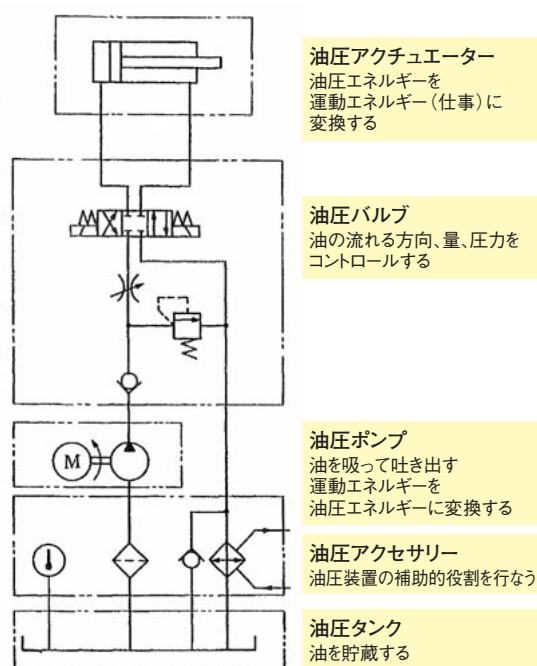 油圧アクチュエーター
油圧エネルギーを
運動エネルギー（仕事）に
変換する
油圧バルブ
油の流れる方向、量、圧力を
コントロールする
油圧ポンプ
油を吸って吐き出す
運動エネルギーを
油圧エネルギーに変換する
M
油圧アクセサリー
油圧装置の補助的役割を行なう
油圧タンク
油を貯蔵する